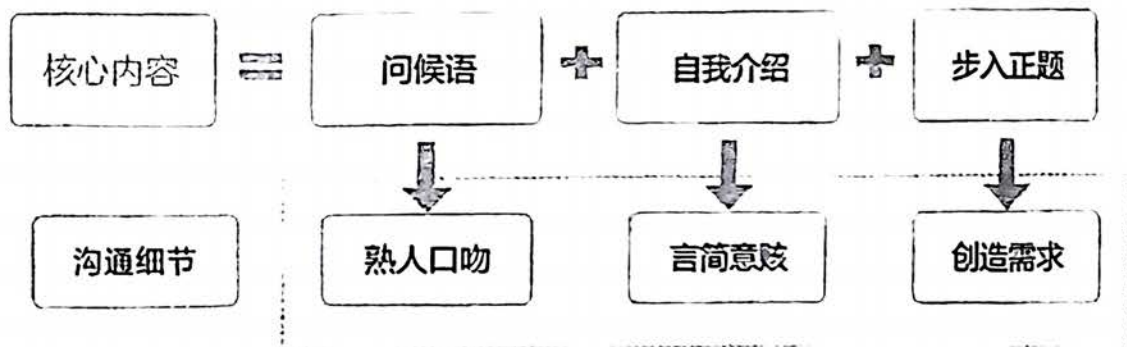 核心内容 = 问候语 + 自我介绍 + 步入正题
沟通细节 熟人口吻 言简意赅 创造需求